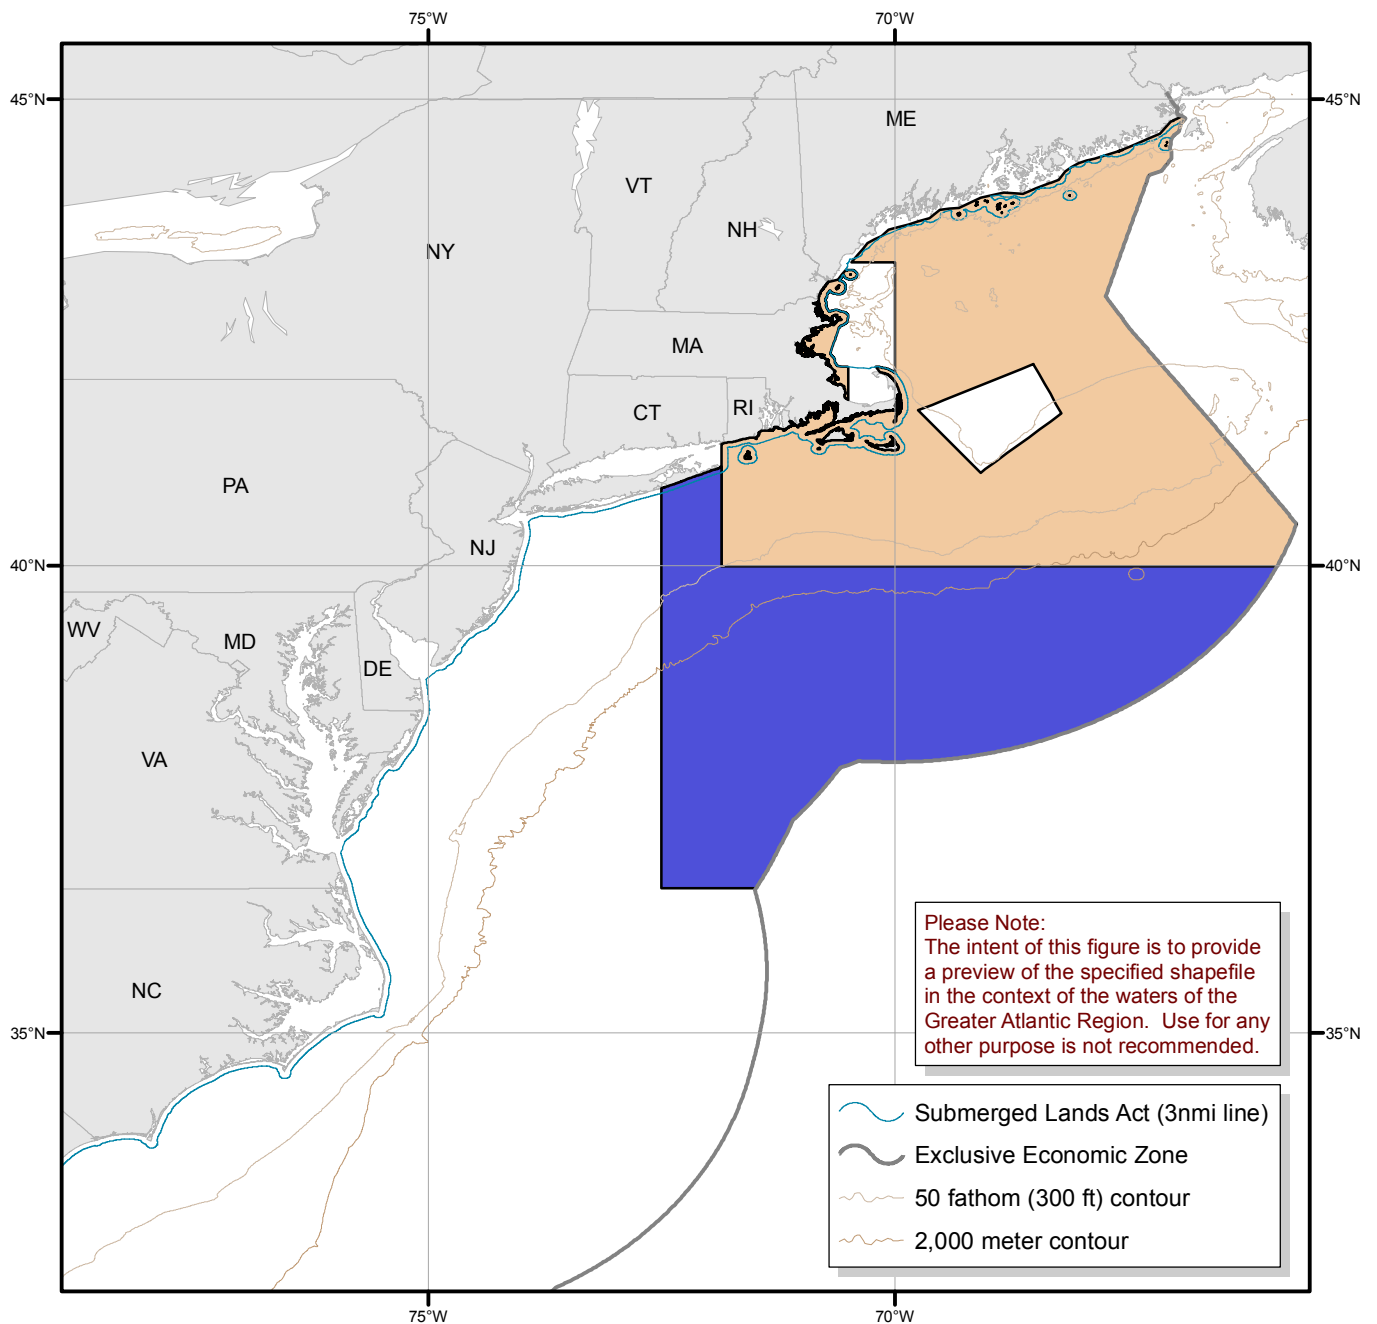 75°W
70°W
45°N
45°N
ME
VT
NH
NY
MA
CT
RI
PA
NJ
40°N
40°N
WV
MD
DE
VA
NC
35°N
35°N
Please Note:
The intent of this figure is to provide
a preview of the specified shapefile
in the context of the waters of the
Greater Atlantic Region. Use for any
other purpose is not recommended.
Submerged Lands Act (3nmi line)
Exclusive Economic Zone
50 fathom (300 ft) contour
2,000 meter contour
75°W
70°W